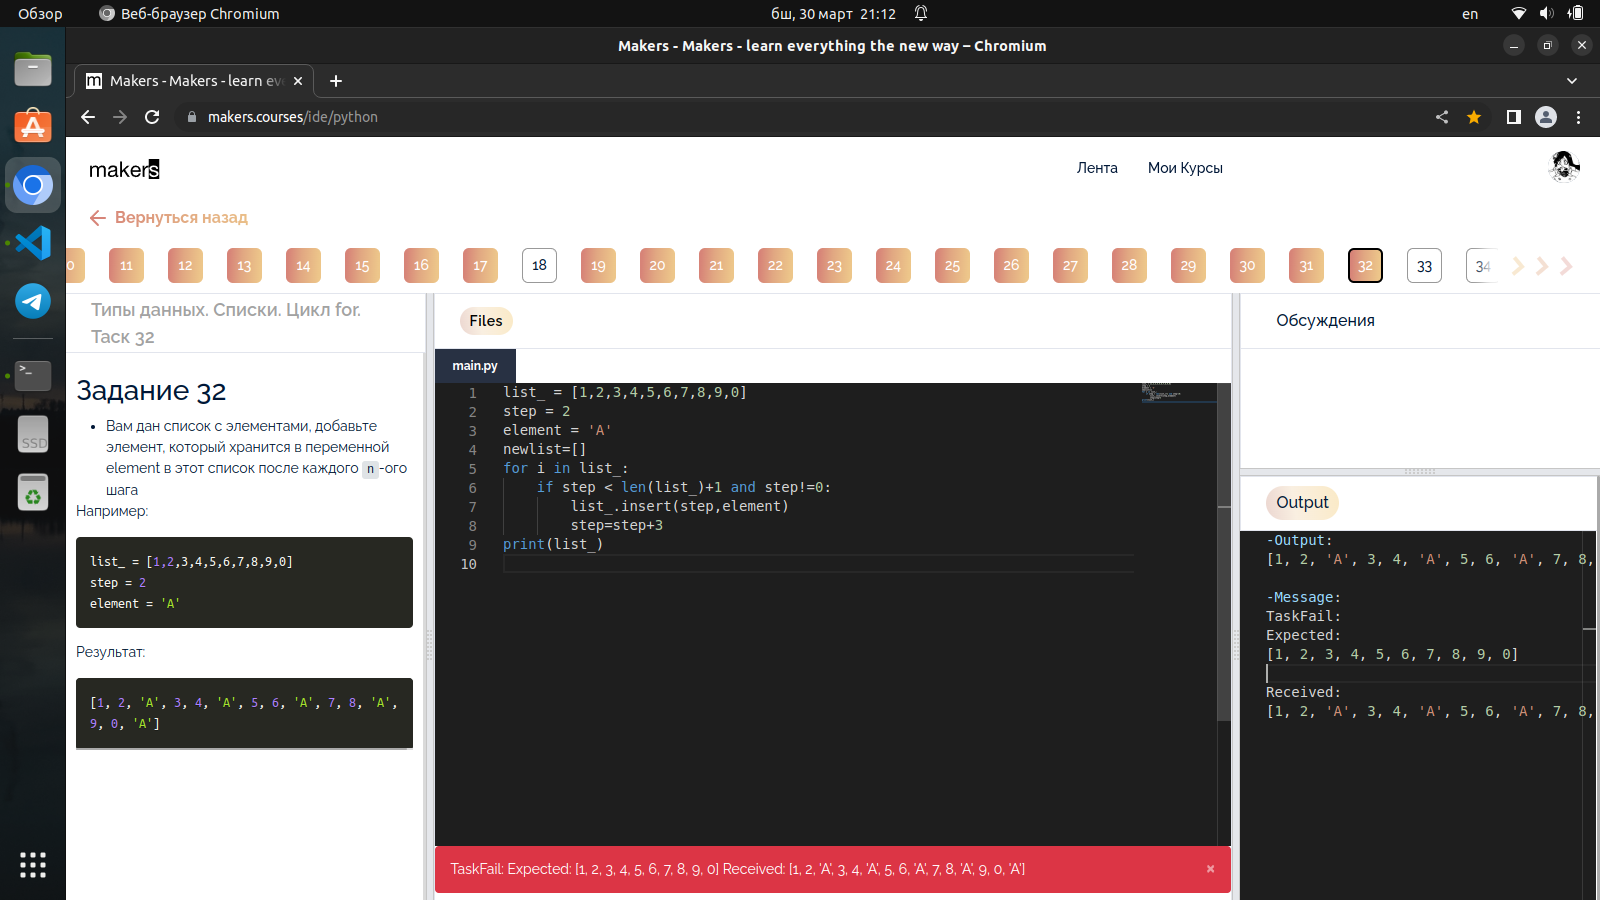 Обзор
Веб-браузер Chromium
бш, 30 март 21:12
en
Makers - Makers - learn everything the new way – Chromium
Makers - Makers - learn ev
makers.courses/ide/python
makers
Лента
Мои Курсы
Вернуться назад
0 11 12 13 14 15 16 17 18 19 20 21 22 23 24 25 26 27 28 29 30 31 32 33 34
Типы данных. Списки. Цикл for.
Таск 32
Задание 32
Вам дан список с элементами, добавьте
элемент, который хранится в переменной
element в этот список после каждого n-ого
шага
Например:
list_ = [1,2,3,4,5,6,7,8,9,0]
step = 2
element = 'A'
Результат:
[1, 2, 'A', 3, 4, 'A', 5, 6, 'A', 7, 8, 'A',
9, 0, 'A']
SSD
Files
main.py
1 list_ = [1,2,3,4,5,6,7,8,9,0]
2 step = 2
3 element = 'A'
4 newlist=[]
5 for i in list_:
6 if step < len(list_)+1 and step!=0:
7 list_.insert(step,element)
8 step=step+3
9 print(list_)
10
TaskFail: Expected: [1, 2, 3, 4, 5, 6, 7, 8, 9, 0] Received: [1, 2, 'A', 3, 4, 'A', 5, 6, 'A', 7, 8, 'A', 9, 0, 'A']
Обсуждения
Output
-Output:
[1, 2, 'A', 3, 4, 'A', 5, 6, 'A', 7, 8,
-Message:
TaskFail:
Expected:
[1, 2, 3, 4, 5, 6, 7, 8, 9, 0]
Received:
[1, 2, 'A', 3, 4, 'A', 5, 6, 'A', 7, 8,